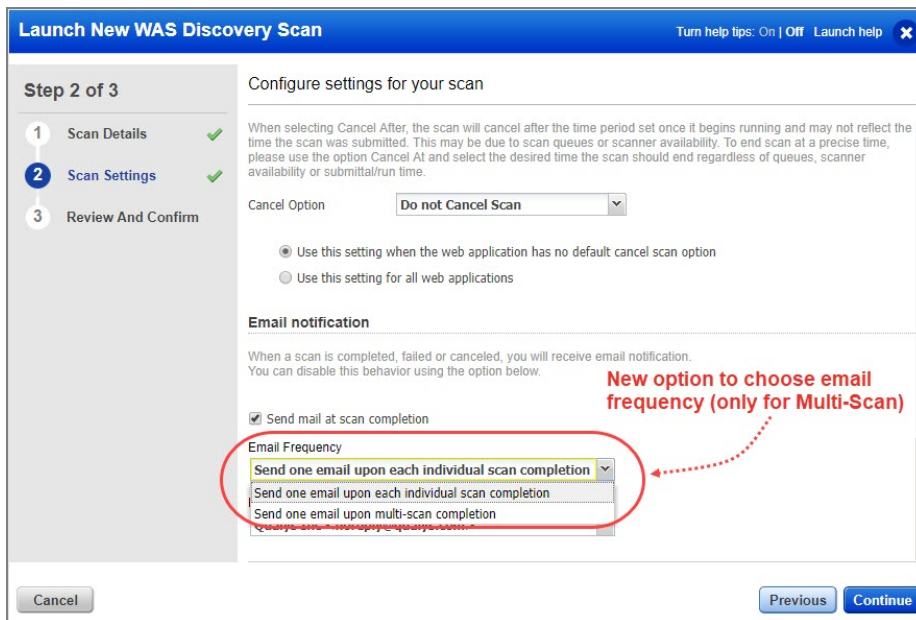 Launch New WAS Discovery Scan
Turn help tips: On | Off Launch help
Step 2 of 3
1 Scan Details
2 Scan Settings
3 Review And Confirm
Configure settings for your scan
When selecting Cancel After, the scan will cancel after the time period set once it begins running and may not reflect the
time the scan was submitted. This may be due to scan queues or scanner availability. To end scan at a precise time,
please use the option Cancel At and select the desired time the scan should end regardless of queues, scanner
availability or submittal/run time.
Cancel Option Do not Cancel Scan
Use this setting when the web application has no default cancel scan option
Use this setting for all web applications
Email notification
When a scan is completed, failed or canceled, you will receive email notification.
You can disable this behavior using the option below.
New option to choose email
frequency (only for Multi-Scan)
Send mail at scan completion
Email Frequency
Send one email upon each individual scan completion
Send one email upon each individual scan completion
Send one email upon multi-scan completion
Cancel
Previous
Continue